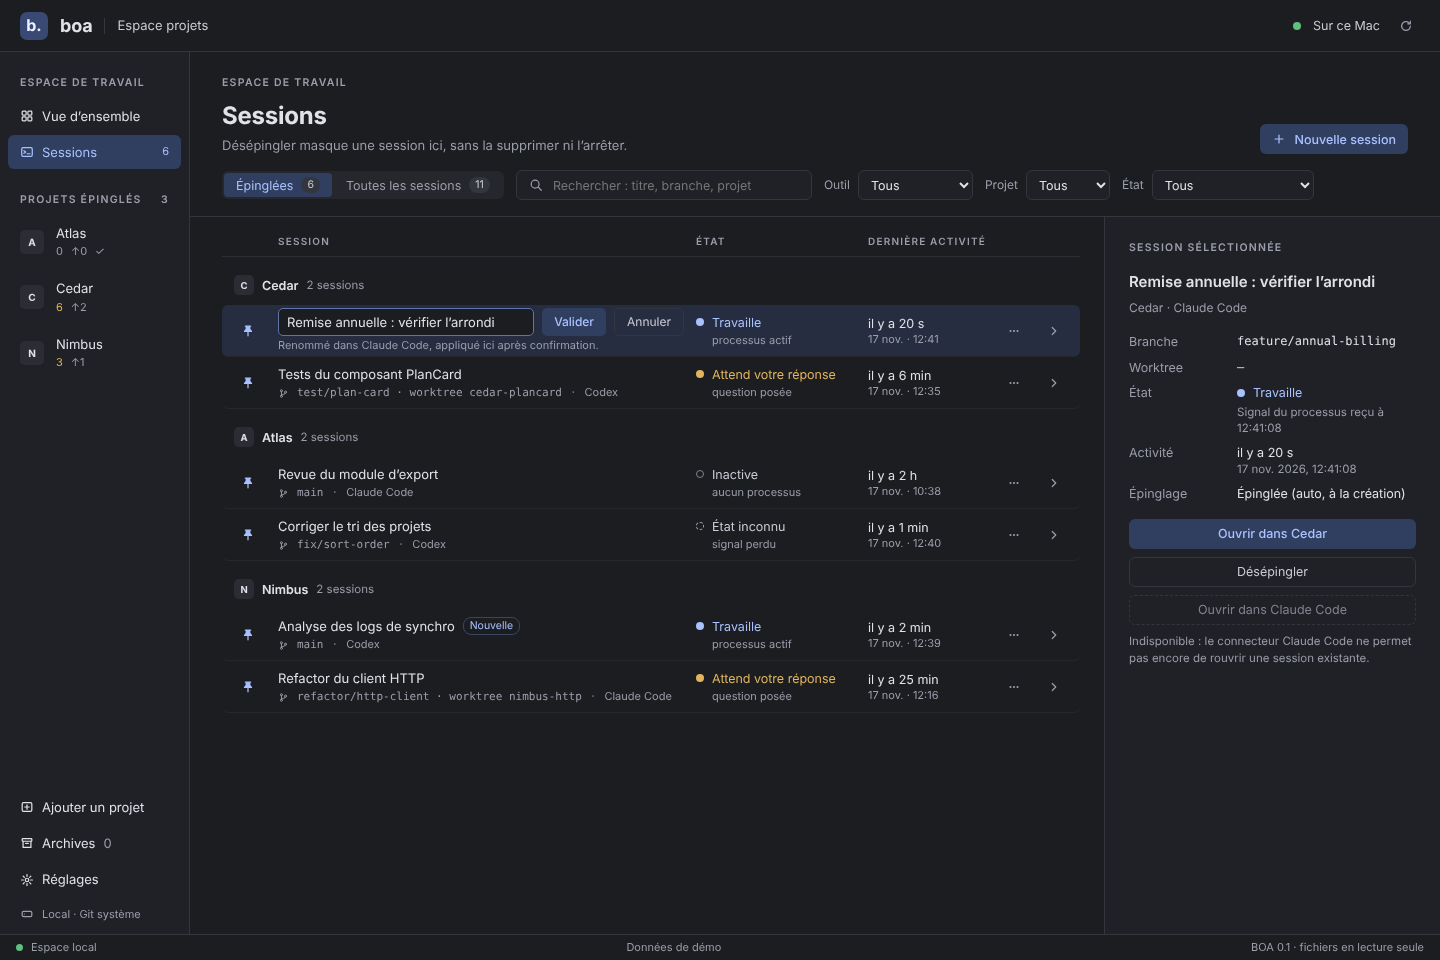 b. boa Espace projets
Sur ce Mac
ESPACE DE TRAVAIL
Vue d’ensemble
Sessions 6
PROJETS ÉPINGLÉS 3
A Atlas
0 ↑0 ✓
C Cedar
6 ↑2
N Nimbus
3 ↑1
Ajouter un projet
Archives 0
Réglages
Local · Git système
ESPACE DE TRAVAIL
Sessions
Désépingler masque une session ici, sans la supprimer ni l’arrêter.
+ Nouvelle session
Épinglées 6 Toutes les sessions 11 Rechercher : titre, branche, projet Outil Tous Projet Tous État Tous
SESSION ÉTAT DERNIÈRE ACTIVITÉ
C Cedar 2 sessions
Remise annuelle : vérifier l’arrondi Valider Annuler Travaille il y a 20 s
Renommé dans Claude Code, appliqué ici après confirmation. processus actif 17 nov. · 12:41
Tests du composant PlanCard Attend votre réponse il y a 6 min
test/plan-card · worktree cedar-plancard · Codex question posée 17 nov. · 12:35
A Atlas 2 sessions
Revue du module d’export Inactive il y a 2 h
main · Claude Code aucun processus 17 nov. · 10:38
Corriger le tri des projets État inconnu il y a 1 min
fix/sort-order · Codex signal perdu 17 nov. · 12:40
N Nimbus 2 sessions
Analyse des logs de synchro Nouvelle Travaille il y a 2 min
main · Codex processus actif 17 nov. · 12:39
Refactor du client HTTP Attend votre réponse il y a 25 min
refactor/http-client · worktree nimbus-http · Claude Code question posée 17 nov. · 12:16
SESSION SÉLECTIONNÉE
Remise annuelle : vérifier l’arrondi
Cedar · Claude Code
Branche feature/annual-billing
Worktree —
État Travaille
Signal du processus reçu à
12:41:08
Activité il y a 20 s
17 nov. 2026, 12:41:08
Épinglage Épinglée (auto, à la création)
Ouvrir dans Cedar
Désépingler
Ouvrir dans Claude Code
Indisponible : le connecteur Claude Code ne permet
pas encore de rouvrir une session existante.
Espace local
Données de démo
BOA 0.1 · fichiers en lecture seule